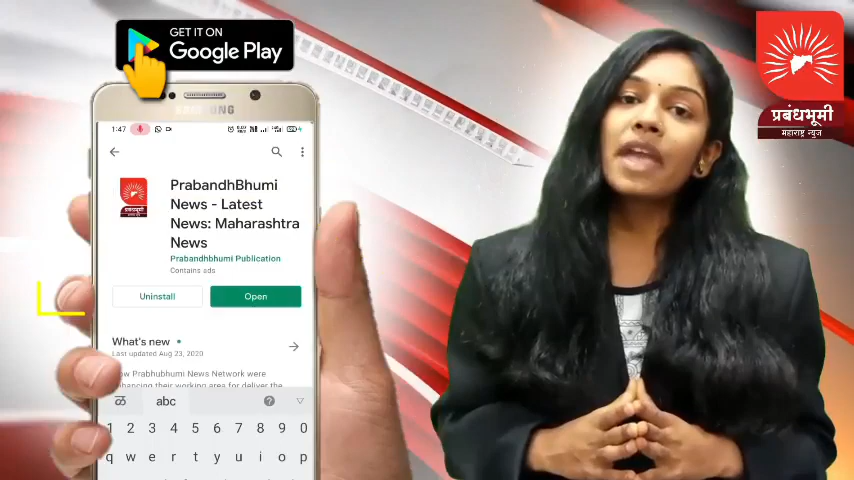 GET IT ON
Google Play
SAMSUNG
1:47
PrabandhBhumi
News - Latest
News: Maharashtra
News
Prabandhbhumi Publication
Contains ads
Uninstall
Open
What's new
Last updated Aug 23, 2020
Now Prabhubhumi News Network were
enhancing their working area for deliver the
ळ abc ?
1 2 3 4 5 6 7 8 9 0
q w e r t y u i o p
प्रबंधभूमी
महाराष्ट्र न्यूज
प्रबंधभूमी